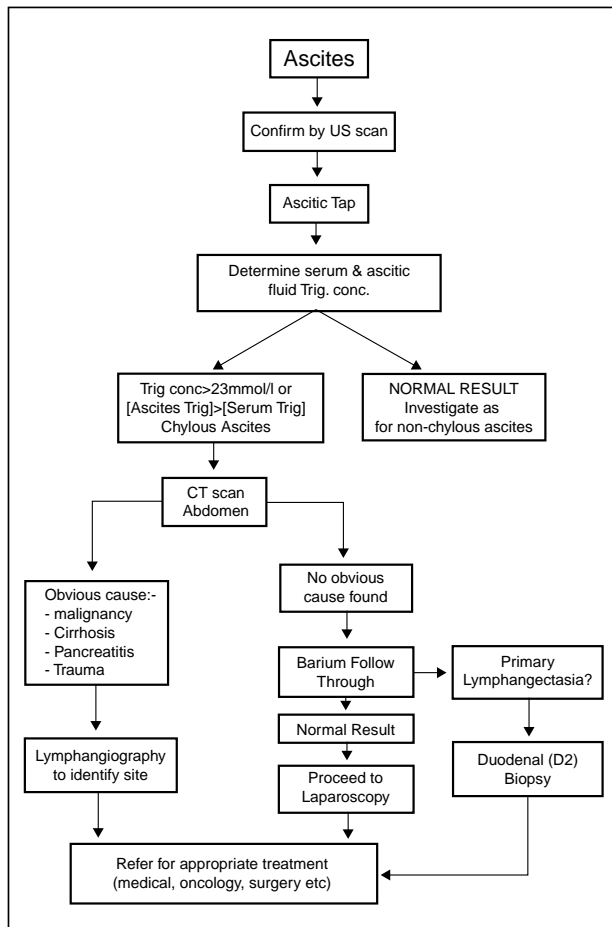 Ascites
Confirm by US scan
Ascitic Tap
Determine serum & ascitic
fluid Trig. conc.
Trig conc>23mmol/l or
[Ascites Trig]>[Serum Trig]
Chylous Ascites
NORMAL RESULT
Investigate as
for non-chylous ascites
CT scan
Abdomen
Obvious cause:-
- malignancy
- Cirrhosis
- Pancreatitis
- Trauma
No obvious
cause found
Barium Follow
Through
Primary
Lymphangectasia?
Normal Result
Lymphangiography
to identify site
Proceed to
Laparoscopy
Duodenal (D2)
Biopsy
Refer for appropriate treatment
(medical, oncology, surgery etc)